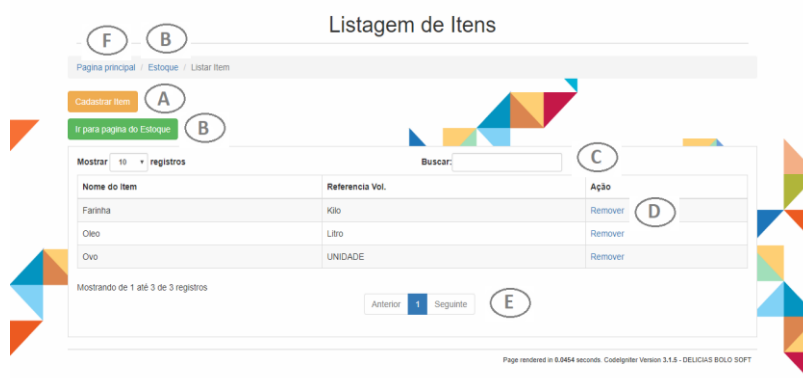 Listagem de Itens
F B
Pagina principal / Estoque / Listar Item
Cadastrar Item A
Ir para pagina do Estoque B
Mostrar 10 registros Buscar: C
Nome do Item Referencia Vol. Ação
Farinha Kilo Remover D
Oleo Litro Remover
Ovo UNIDADE Remover
Mostrando de 1 até 3 de 3 registros
Anterior 1 Seguinte E
Page rendered in 0.0454 seconds. CodeIgniter Version 3.1.5 - DELICIAS BOLO SOFT